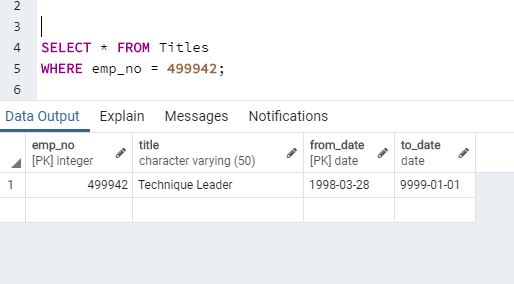 2
3
4 SELECT * FROM Titles
5 WHERE emp_no = 499942;
6
Data Output Explain Messages Notifications
emp_no title from_date to_date
[PK] integer character varying (50) [PK] date date
1 499942 Technique Leader 1998-03-28 9999-01-01